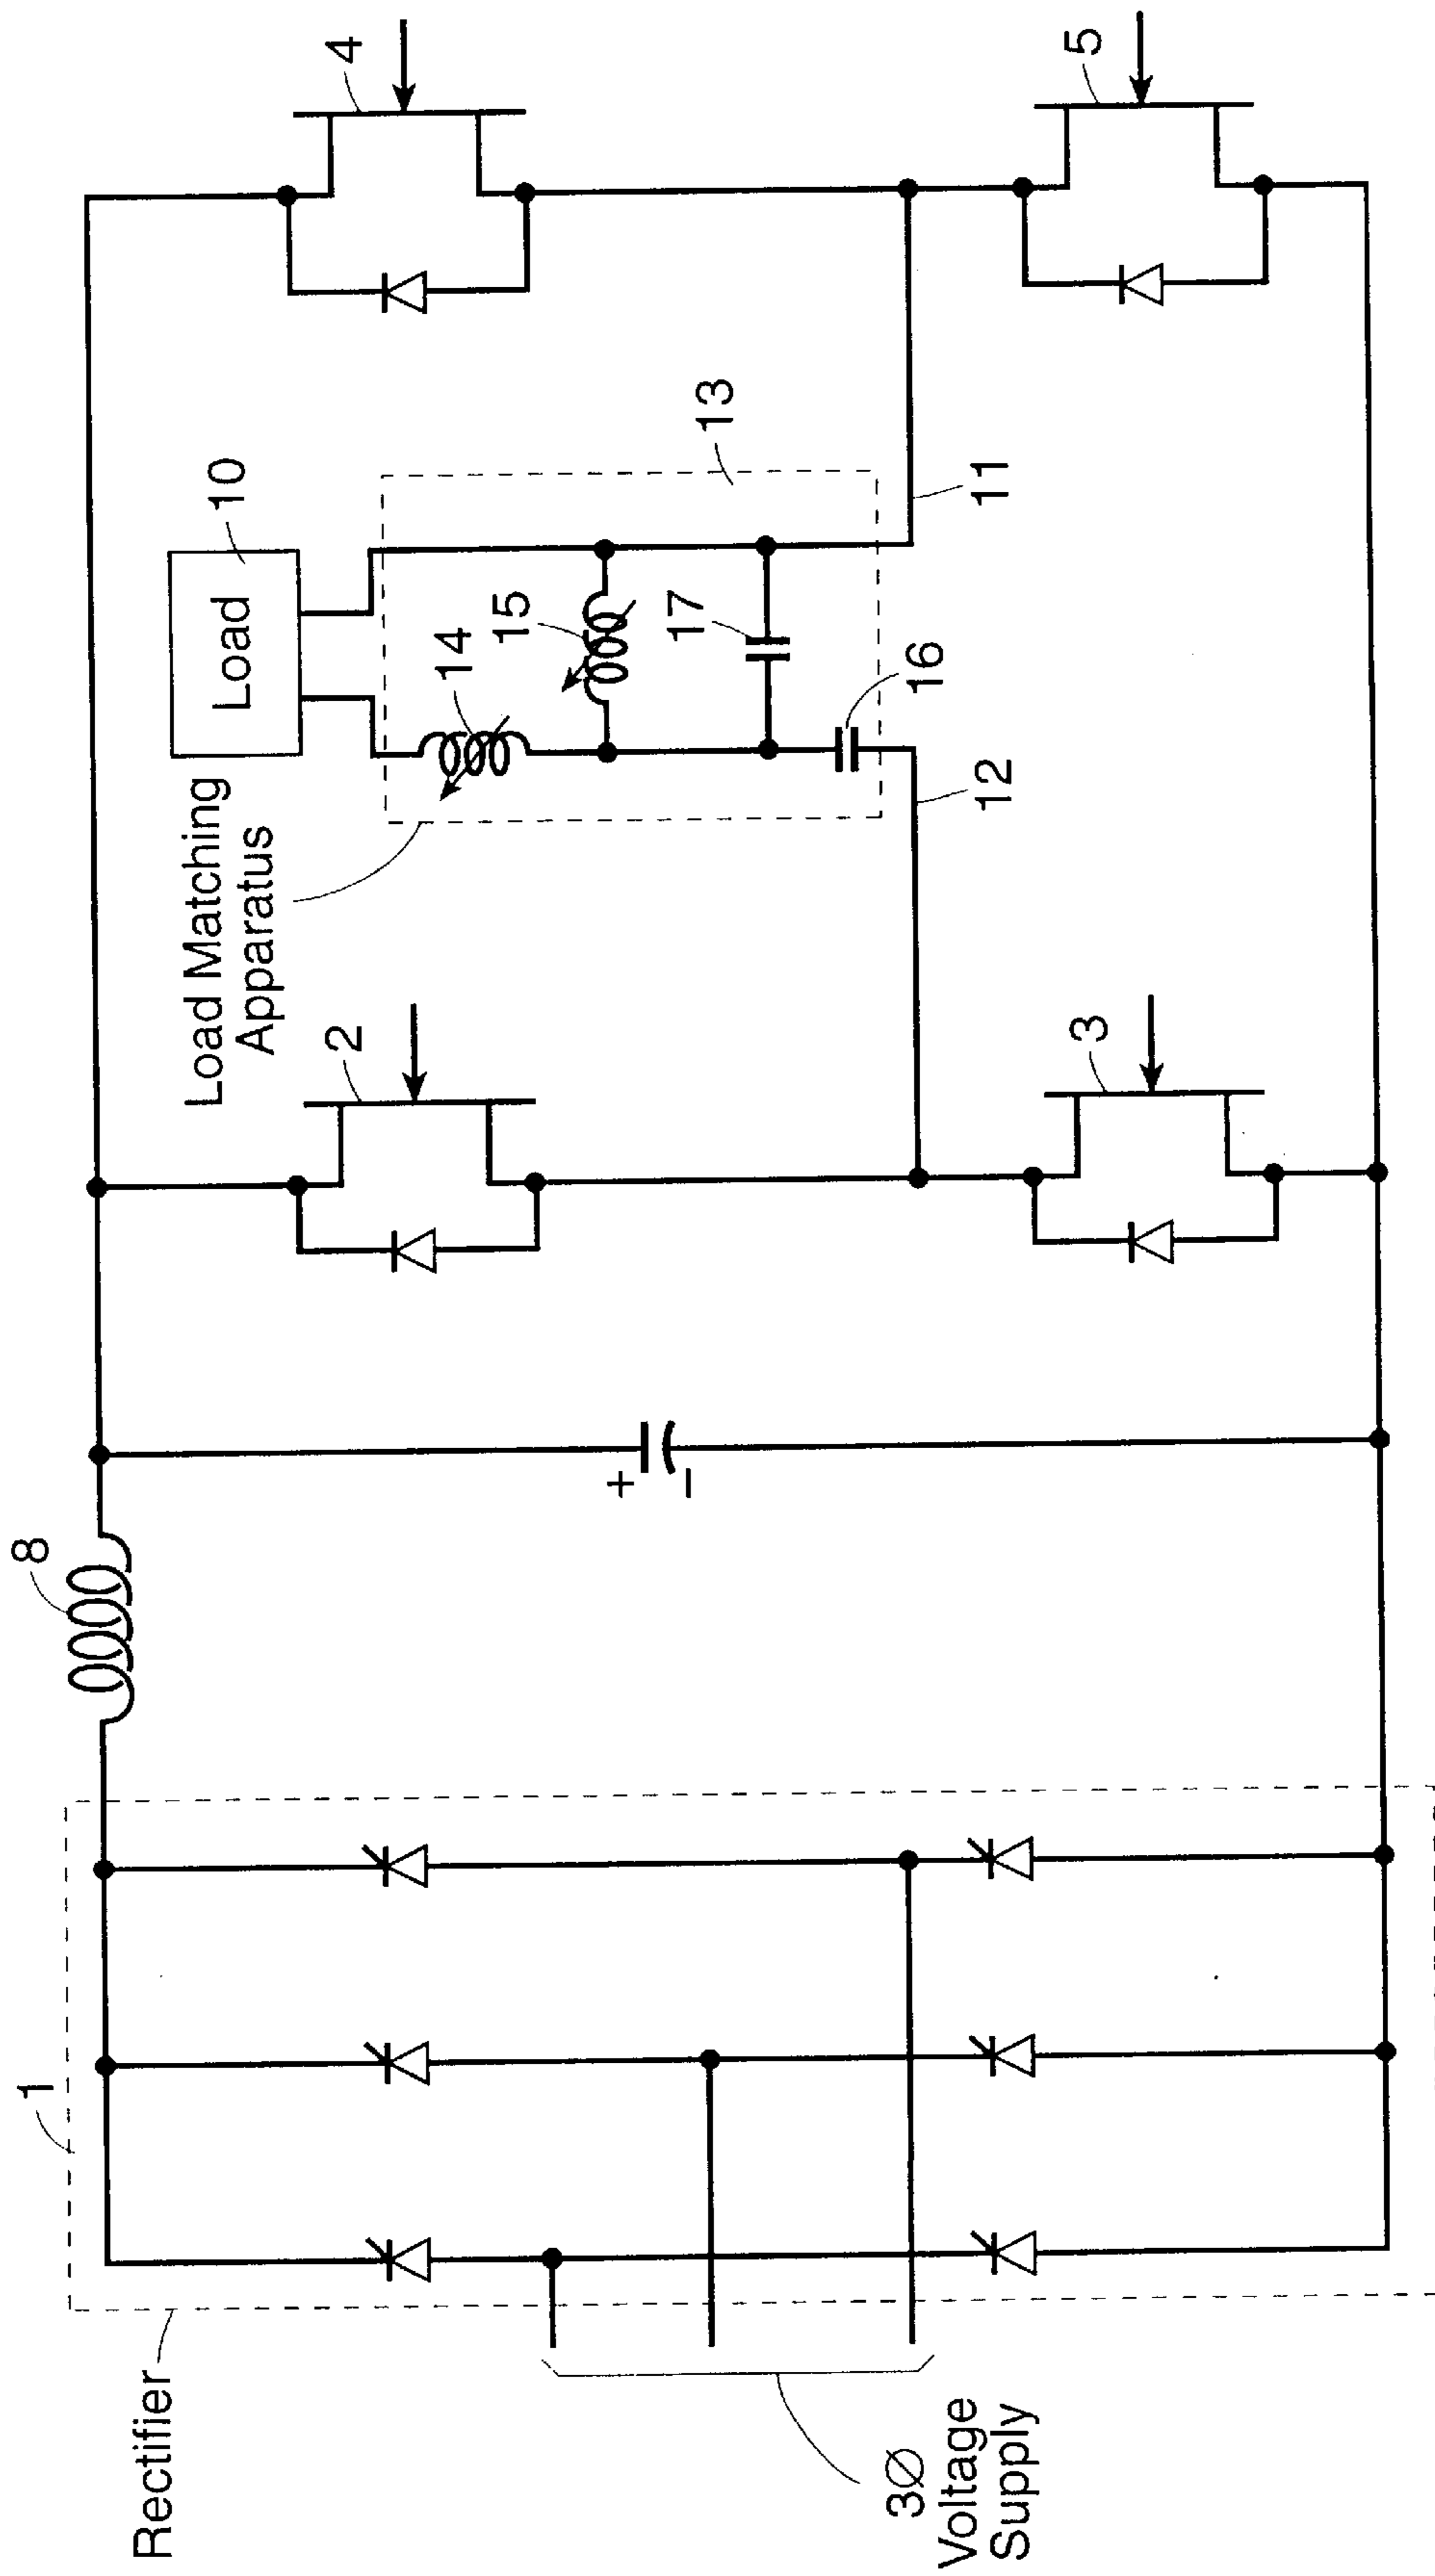 Rectifier
1
3Ø
Voltage
Supply
8
+
−
2
3
Load Matching
Apparatus
Load
10
14
15
17
16
13
12
11
4
5